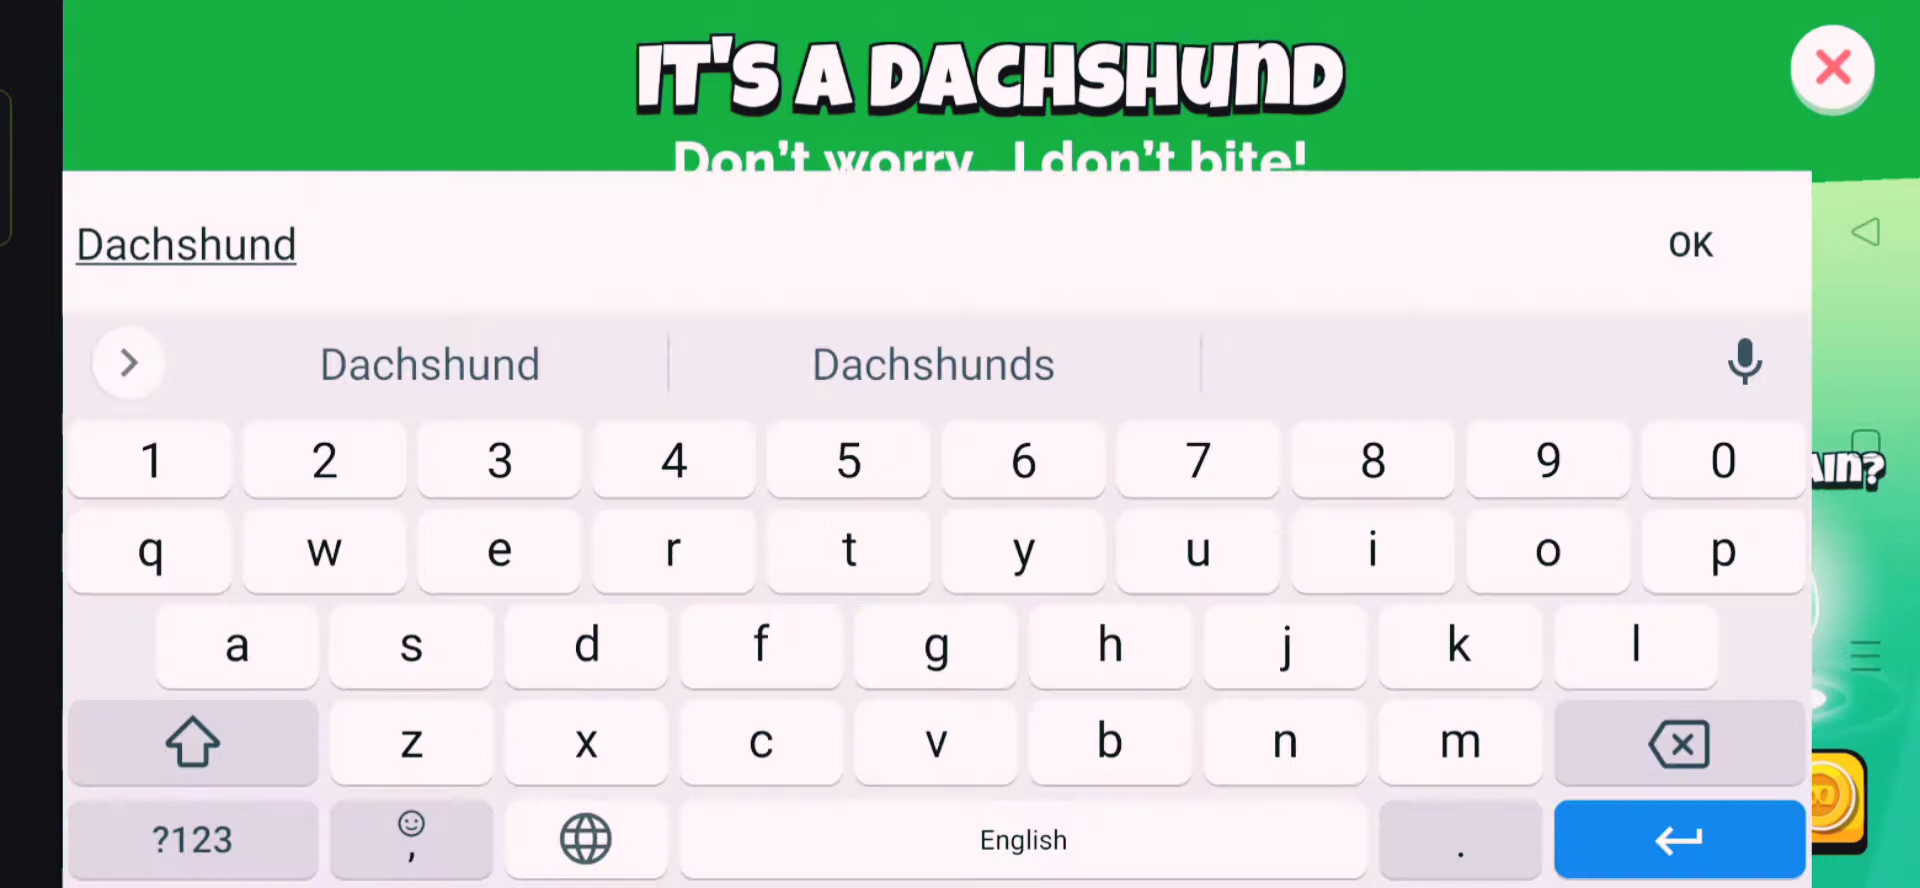 IT'S A DACHSHUND
Don't worry, I don't bite!
Dachshund
OK
Dachshund Dachshunds
1 2 3 4 5 6 7 8 9 0
q w e r t y u i o p
a s d f g h j k l
z x c v b n m
?123 , English .